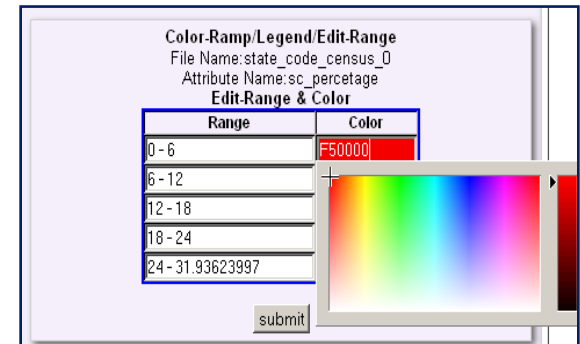 Color-Ramp/Legend/Edit-Range
File Name:state_code_census_0
Attribute Name:sc_percetage
Edit-Range & Color
Range Color
0 - 6 F50000
6 - 12
12 - 18
18 - 24
24 - 31.93623997
submit